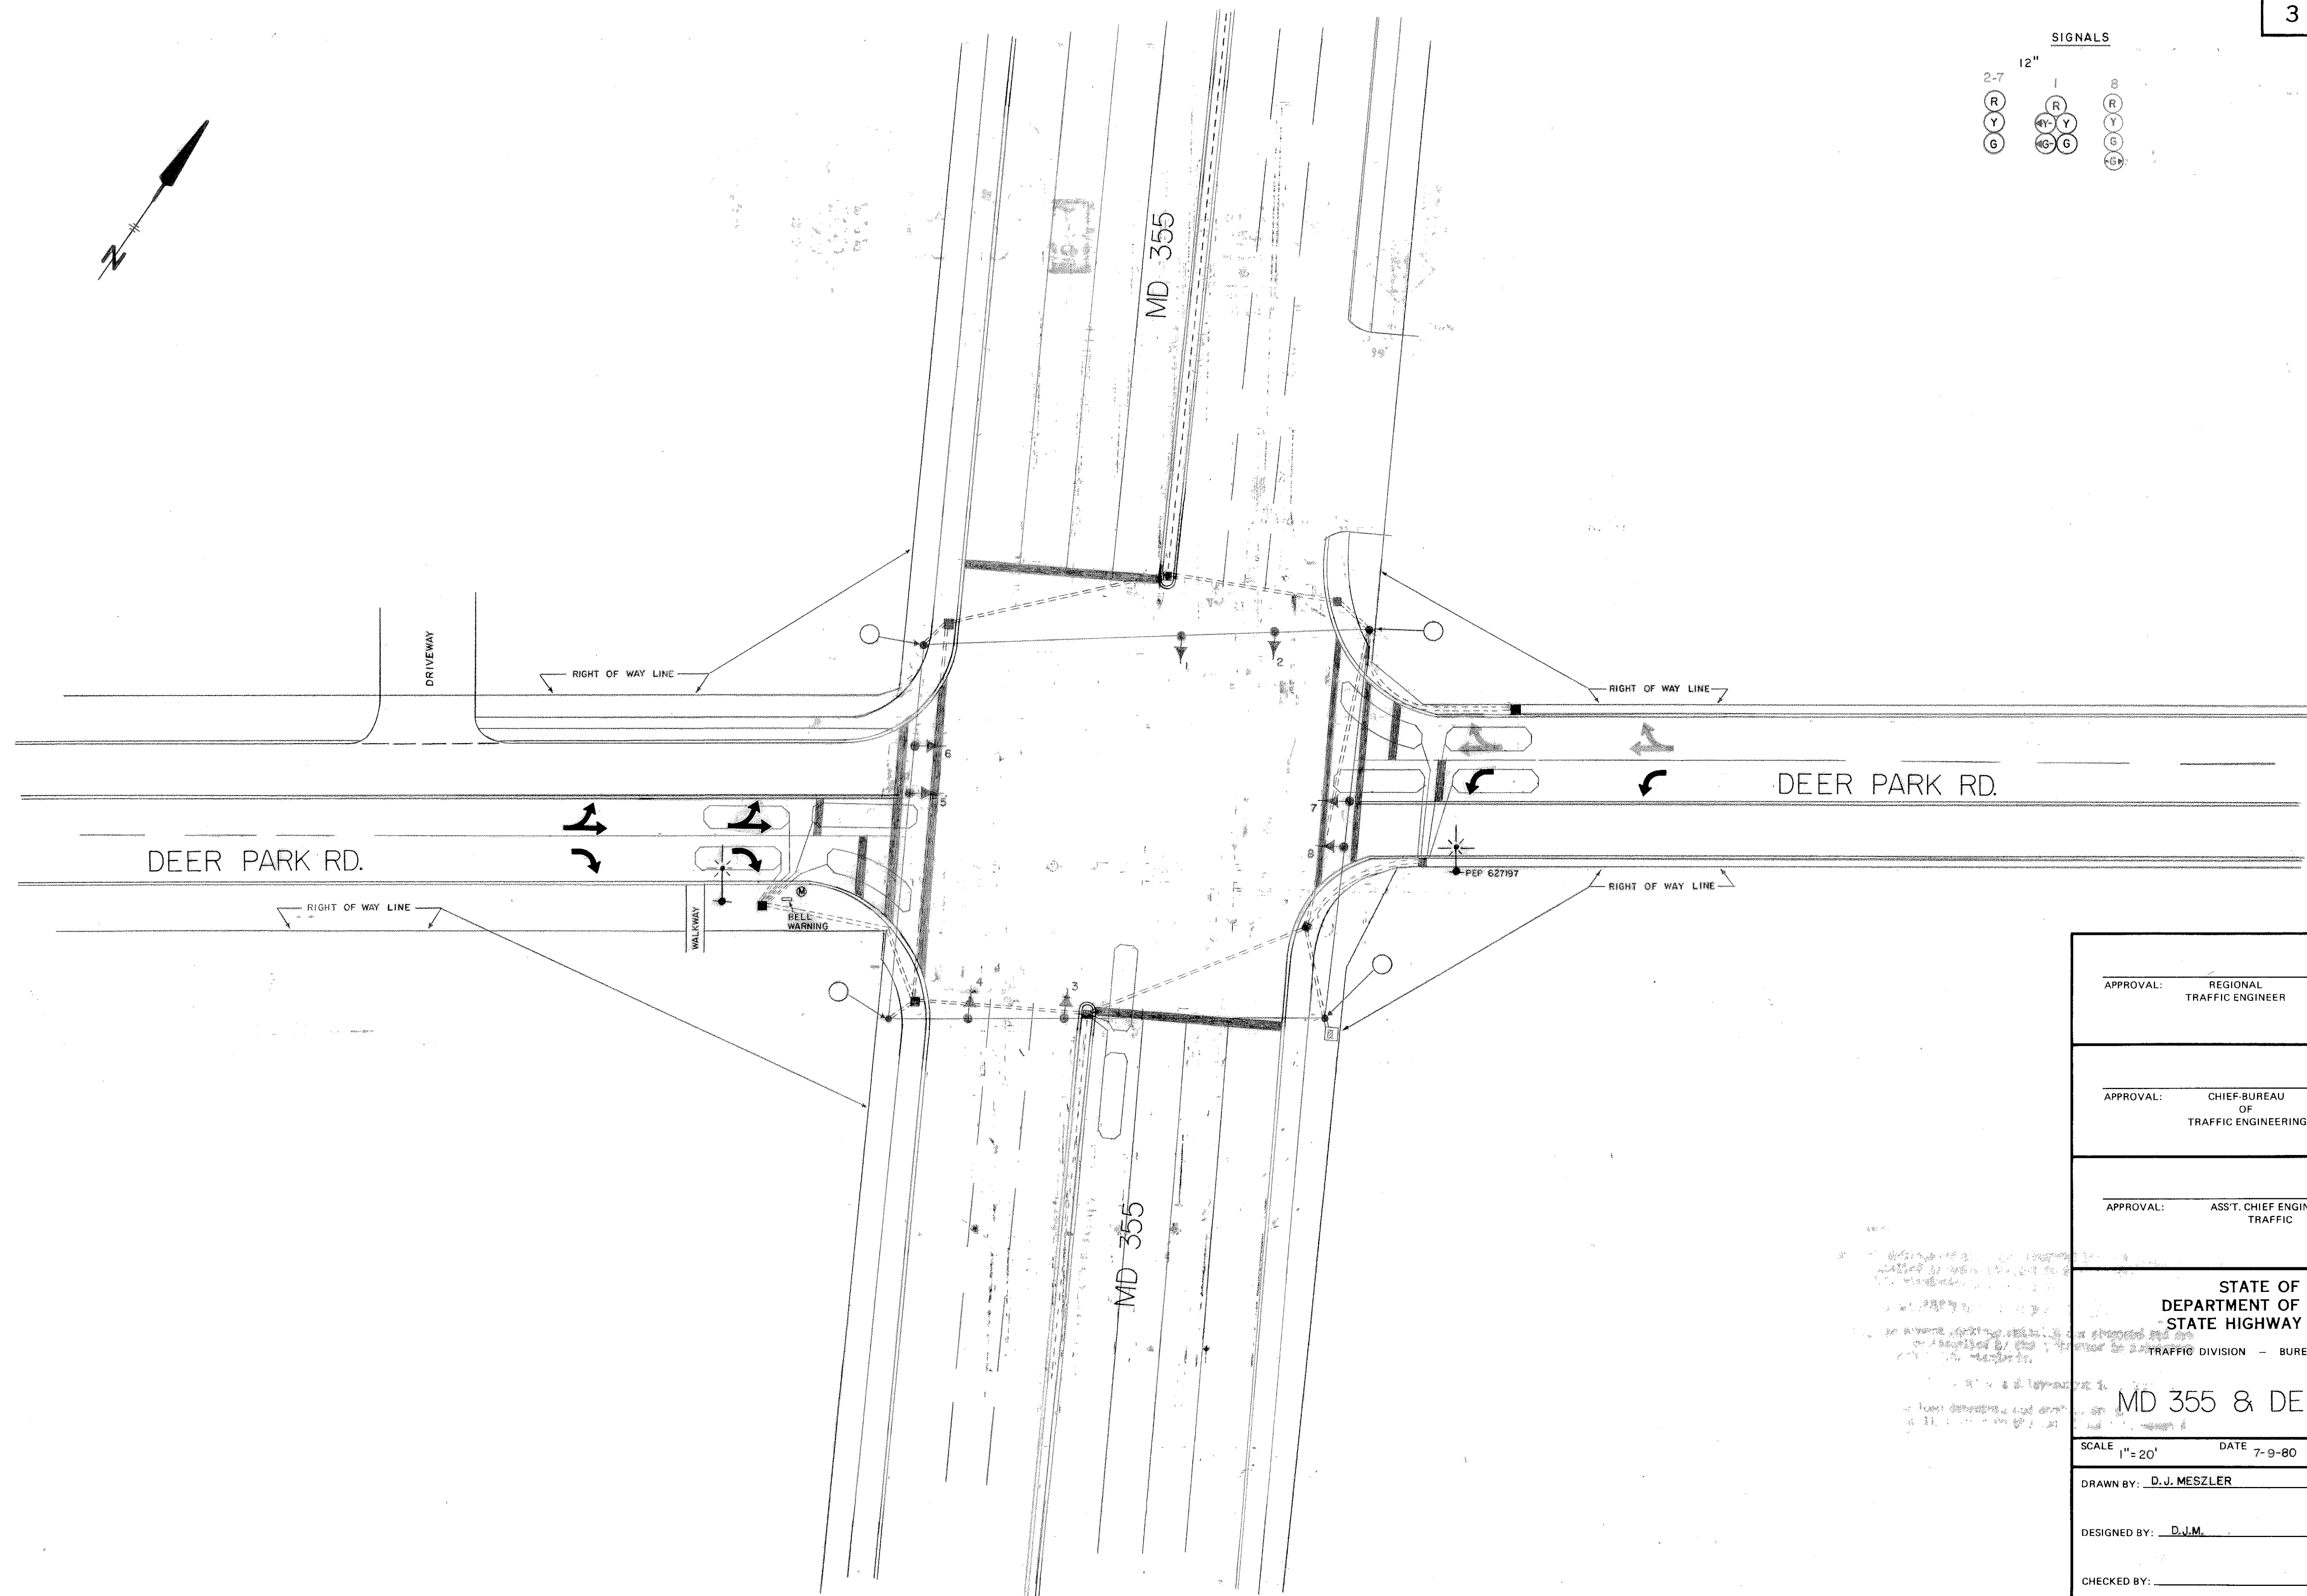 3
SIGNALS
12"
2-7
1
8
R
R
R
Y
Y
Y
Y
G
G
G
G
G
N
MD 355
DRIVEWAY
RIGHT OF WAY LINE
RIGHT OF WAY LINE
1
2
6
5
7
8
DEER PARK RD.
DEER PARK RD.
PEP 627197
RIGHT OF WAY LINE
RIGHT OF WAY LINE
WALKWAY
M
BELL
WARNING
4
3
MD 355
APPROVAL: REGIONAL
TRAFFIC ENGINEER
APPROVAL: CHIEF-BUREAU
OF
TRAFFIC ENGINEERING
APPROVAL: ASS'T. CHIEF ENGIN
TRAFFIC
STATE OF
DEPARTMENT OF
STATE HIGHWAY
TRAFFIC DIVISION — BURE
MD 355 & DE
SCALE 1"=20' DATE 7-9-80
DRAWN BY: D.J. MESZLER
DESIGNED BY: D.J.M.
CHECKED BY: